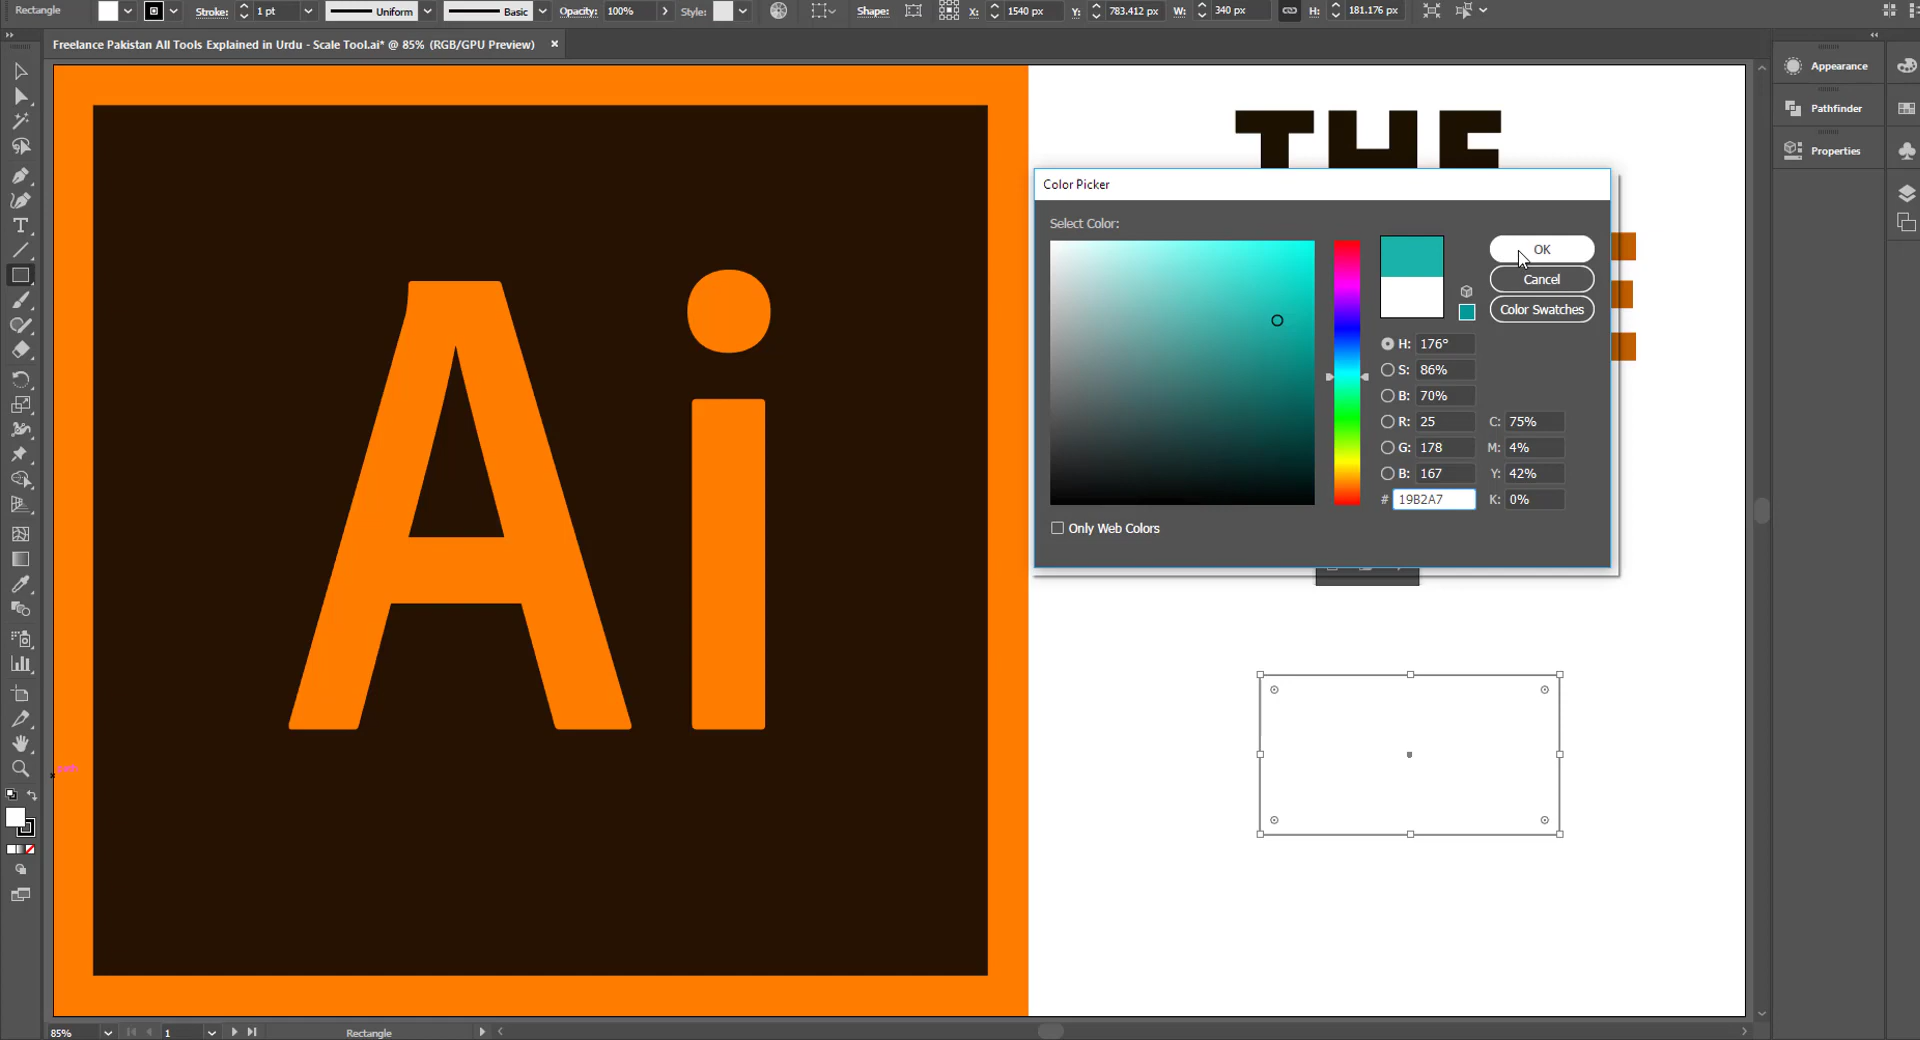 Rectangle Stroke: 1 pt Uniform Basic Opacity: 100% Style: Shape: X: 1540 px Y: 783.412 px W: 340 px H: 181.176 px
Freelance Pakistan All Tools Explained in Urdu - Scale Tool.ai* @ 85% (RGB/GPU Preview) ×
Appearance
Pathfinder
Properties
THE
Color Picker
Select Color:
OK
Cancel
Color Swatches
H: 176°
S: 86%
B: 70%
R: 25 C: 75%
G: 178 M: 4%
B: 167 Y: 42%
# 19B2A7 K: 0%
Only Web Colors
Ai
path
85% 1 Rectangle